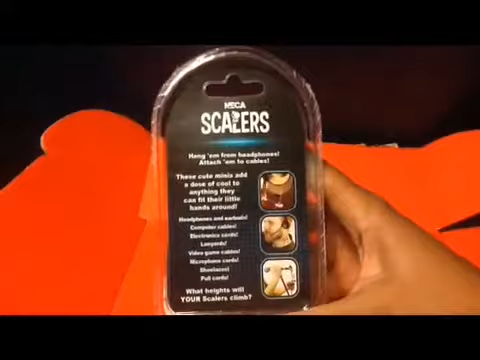 NECA
SCALERS
Hang 'em from headphones!
Attach 'em to cables!
These cute minis add
a dose of cool to
anything they
can fit their little
hands around!
Headphones and earbuds!
Computer cables!
Electronics cords!
Lanyards!
Video game cables!
Microphone cords!
Shoelaces!
Pull cords!
What heights will
YOUR Scalers climb?